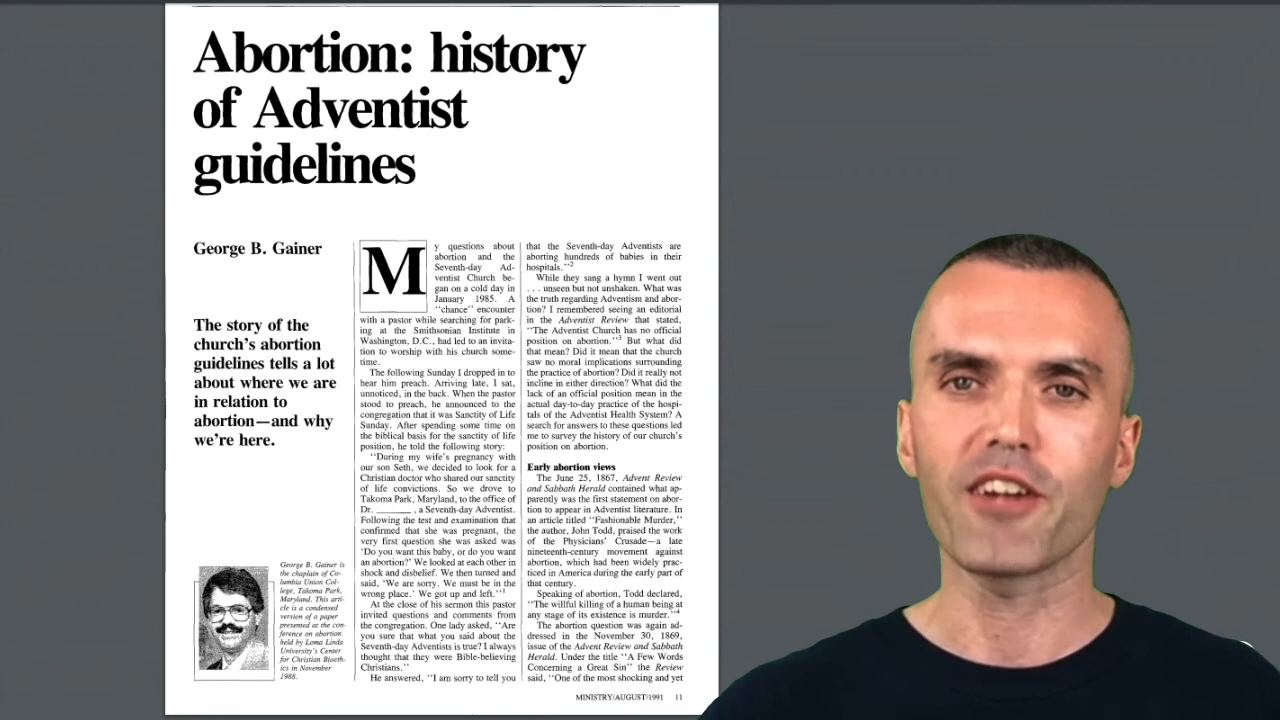 Abortion: history
of Adventist
guidelines
George B. Gainer
The story of the
church's abortion
guidelines tells a lot
about where we are
in relation to
abortion—and why
we're here.
George B. Gainer is
the chaplain of Co-
lumbia Union Col-
lege, Takoma Park,
Maryland. This arti-
cle is a condensed
version of a paper
presented at the con-
ference on abortion
held by Loma Linda
University's Center
for Christian Bioeth-
ics in November
1988.
My questions about
abortion and the
Seventh-day Ad-
ventist Church be-
gan on a cold day in
January 1985. A
"chance" encounter
with a pastor while searching for park-
ing at the Smithsonian Institute in
Washington, D.C., had led to an invita-
tion to worship with his church some-
time.
The following Sunday I dropped in to
hear him preach. Arriving late, I sat,
unnoticed, in the back. When the pastor
stood to preach, he announced to the
congregation that it was Sanctity of Life
Sunday. After spending some time on
the biblical basis for the sanctity of life
position, he told the following story:
"During my wife's pregnancy with
our son Seth, we decided to look for a
Christian doctor who shared our sanctity
of life convictions. So we drove to
Takoma Park, Maryland, to the office of
Dr. ______, a Seventh-day Adventist.
Following the test and examination that
confirmed that she was pregnant, the
very first question she was asked was
'Do you want this baby, or do you want
an abortion?' We looked at each other in
shock and disbelief. We then turned and
said, 'We are sorry. We must be in the
wrong place.' We got up and left."1
At the close of his sermon this pastor
invited questions and comments from
the congregation. One lady asked, "Are
you sure that what you said about the
Seventh-day Adventists is true? I always
thought that they were Bible-believing
Christians."
He answered, "I am sorry to tell you
that the Seventh-day Adventists are
aborting hundreds of babies in their
hospitals."2
While they sang a hymn I went out
. . . unseen but not unshaken. What was
the truth regarding Adventism and abor-
tion? I remembered seeing an editorial
in the Adventist Review that stated,
"The Adventist Church has no official
position on abortion."3 But what did
that mean? Did it mean that the church
saw no moral implications surrounding
the practice of abortion? Did it really not
incline in either direction? What did the
lack of an official position mean in the
actual day-to-day practice of the hospi-
tals of the Adventist Health System? A
search for answers to these questions led
me to survey the history of our church's
position on abortion.
Early abortion views
The June 25, 1867, Advent Review
and Sabbath Herald contained what ap-
parently was the first statement on abor-
tion to appear in Adventist literature. In
an article titled "Fashionable Murder,"
the author, John Todd, praised the work
of the Physicians' Crusade—a late
nineteenth-century movement against
abortion, which had been widely prac-
ticed in America during the early part of
that century.
Speaking of abortion, Todd declared,
"The willful killing of a human being at
any stage of its existence is murder."4
The abortion question was again ad-
dressed in the November 30, 1869,
issue of the Advent Review and Sabbath
Herald. Under the title "A Few Words
Concerning a Great Sin" the Review
said, "One of the most shocking and yet
MINISTRY/AUGUST/1991 11